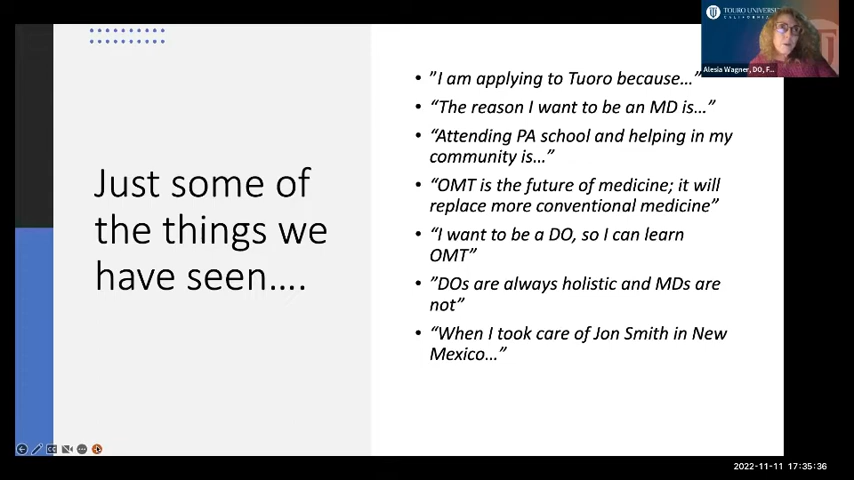 TOURO UNIVERSITY
CALIFORNIA
Alesia Wagner, DO, F...
Just some of
the things we
have seen....
• ”I am applying to Tuoro because…”
• “The reason I want to be an MD is…”
• “Attending PA school and helping in my
community is…”
• “OMT is the future of medicine; it will
replace more conventional medicine”
• “I want to be a DO, so I can learn
OMT”
• ”DOs are always holistic and MDs are
not”
• “When I took care of Jon Smith in New
Mexico…”
2022-11-11 17:35:36